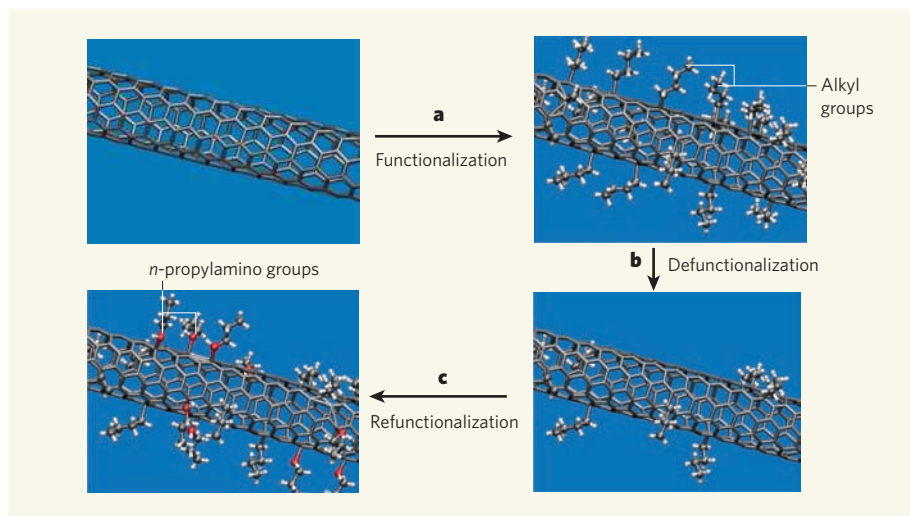 a
Functionalization
Alkyl
groups
b
Defunctionalization
n-propylamino groups
c
Refunctionalization